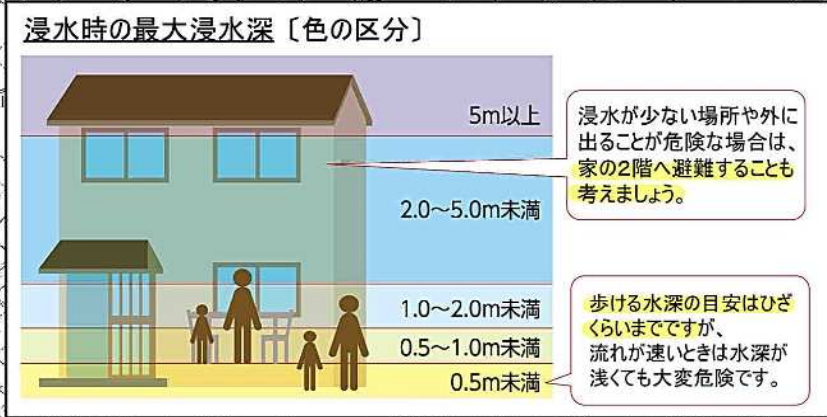 浸水時の最大浸水深〔色の区分〕
5m以上
浸水が少ない場所や外に
出ることが危険な場合は、
家の2階へ避難することも
考えましょう。
2.0～5.0m未満
1.0～2.0m未満
0.5～1.0m未満
0.5m未満
歩ける水深の目安はひざ
くらいまでですが、
流れが速いときは水深が
浅くても大変危険です。